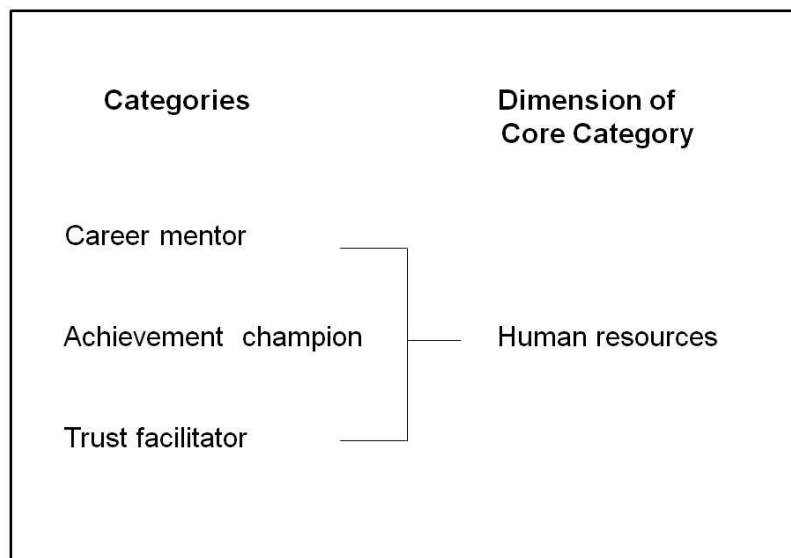 Categories
Dimension of
Core Category
Career mentor
Achievement champion
Human resources
Trust facilitator